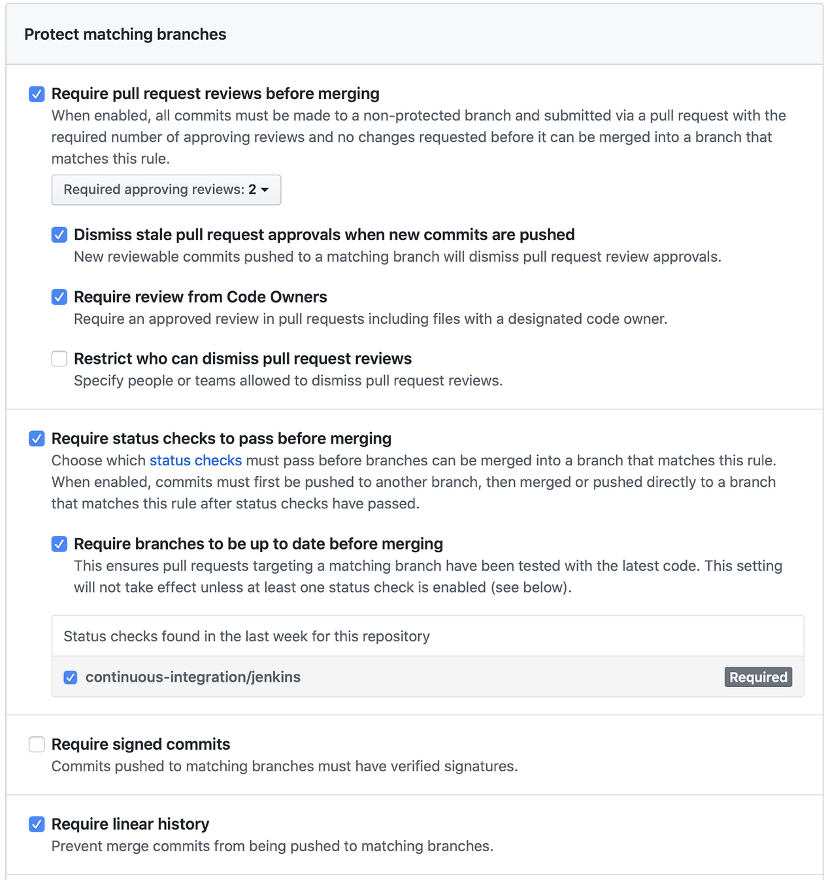 Protect matching branches
Require pull request reviews before merging
When enabled, all commits must be made to a non-protected branch and submitted via a pull request with the
required number of approving reviews and no changes requested before it can be merged into a branch that
matches this rule.
Required approving reviews: 2
Dismiss stale pull request approvals when new commits are pushed
New reviewable commits pushed to a matching branch will dismiss pull request review approvals.
Require review from Code Owners
Require an approved review in pull requests including files with a designated code owner.
Restrict who can dismiss pull request reviews
Specify people or teams allowed to dismiss pull request reviews.
Require status checks to pass before merging
Choose which status checks must pass before branches can be merged into a branch that matches this rule.
When enabled, commits must first be pushed to another branch, then merged or pushed directly to a branch
that matches this rule after status checks have passed.
Require branches to be up to date before merging
This ensures pull requests targeting a matching branch have been tested with the latest code. This setting
will not take effect unless at least one status check is enabled (see below).
Status checks found in the last week for this repository
continuous-integration/jenkins Required
Require signed commits
Commits pushed to matching branches must have verified signatures.
Require linear history
Prevent merge commits from being pushed to matching branches.